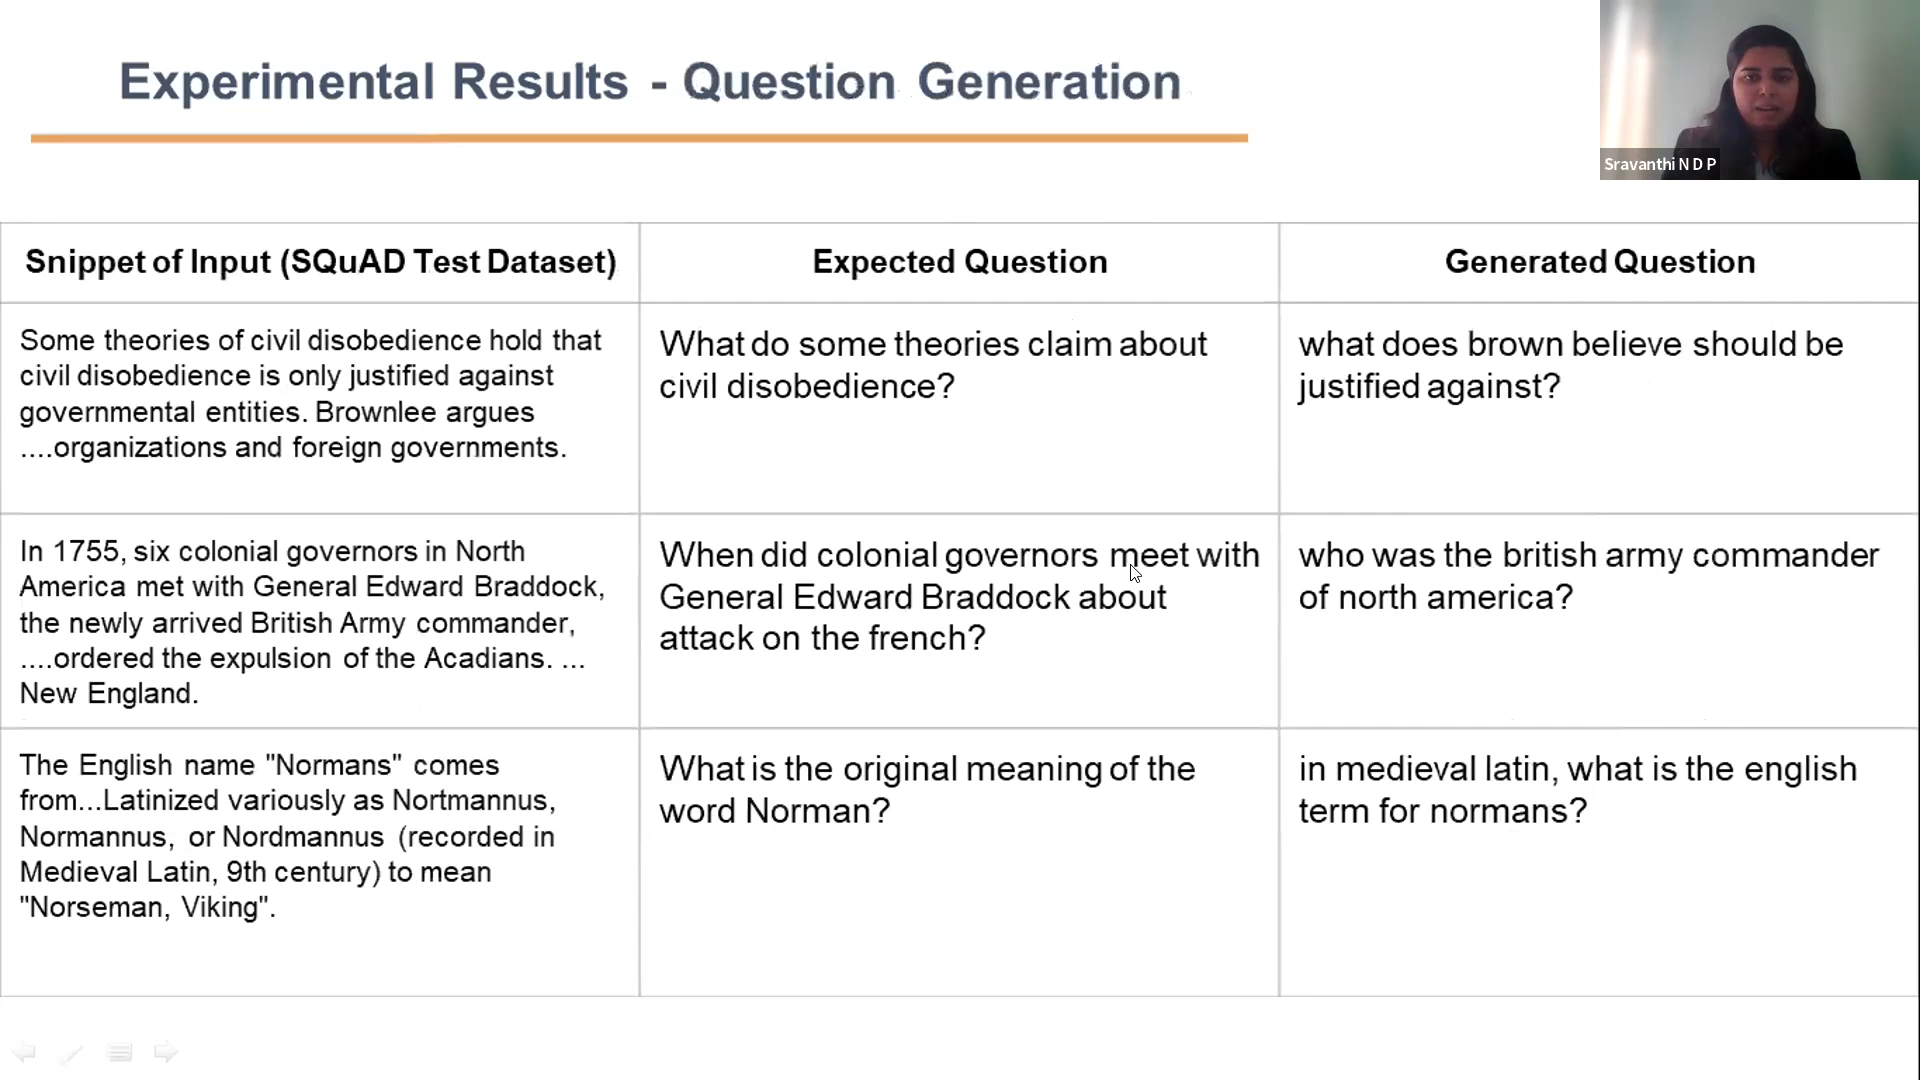 Experimental Results - Question Generation
Sravanthi N D P
Snippet of Input (SQuAD Test Dataset)
Expected Question
Generated Question
Some theories of civil disobedience hold that
civil disobedience is only justified against
governmental entities. Brownlee argues
....organizations and foreign governments.
What do some theories claim about
civil disobedience?
what does brown believe should be
justified against?
In 1755, six colonial governors in North
America met with General Edward Braddock,
the newly arrived British Army commander,
....ordered the expulsion of the Acadians. ...
New England.
When did colonial governors meet with
General Edward Braddock about
attack on the french?
who was the british army commander
of north america?
The English name "Normans" comes
from...Latinized variously as Nortmannus,
Normannus, or Nordmannus (recorded in
Medieval Latin, 9th century) to mean
"Norseman, Viking".
What is the original meaning of the
word Norman?
in medieval latin, what is the english
term for normans?